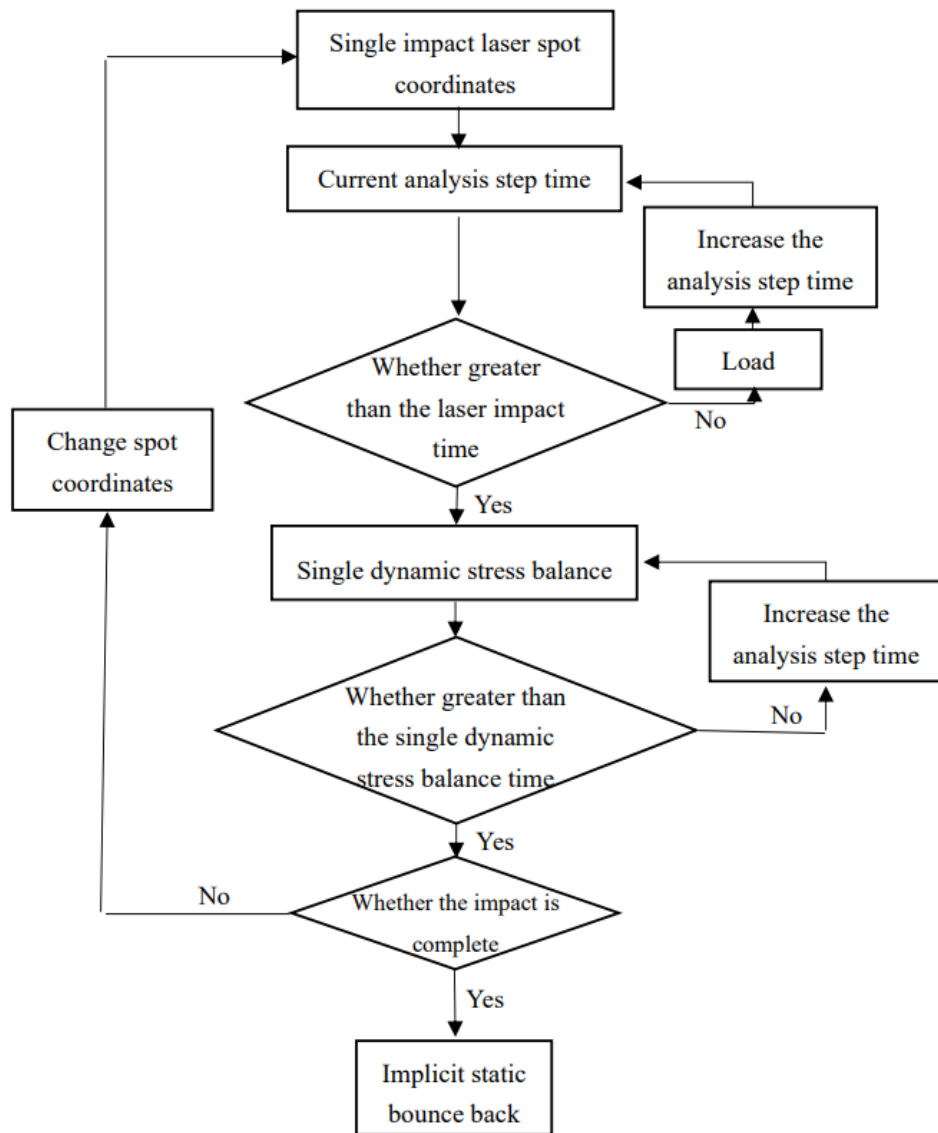 Single impact laser spot
coordinates
Current analysis step time
Increase the
analysis step time
Load
Whether greater
than the laser impact
time
No
Change spot
coordinates
Yes
Single dynamic stress balance
Increase the
analysis step time
Whether greater than
the single dynamic
stress balance time
No
Yes
No
Whether the impact is
complete
Yes
Implicit static
bounce back